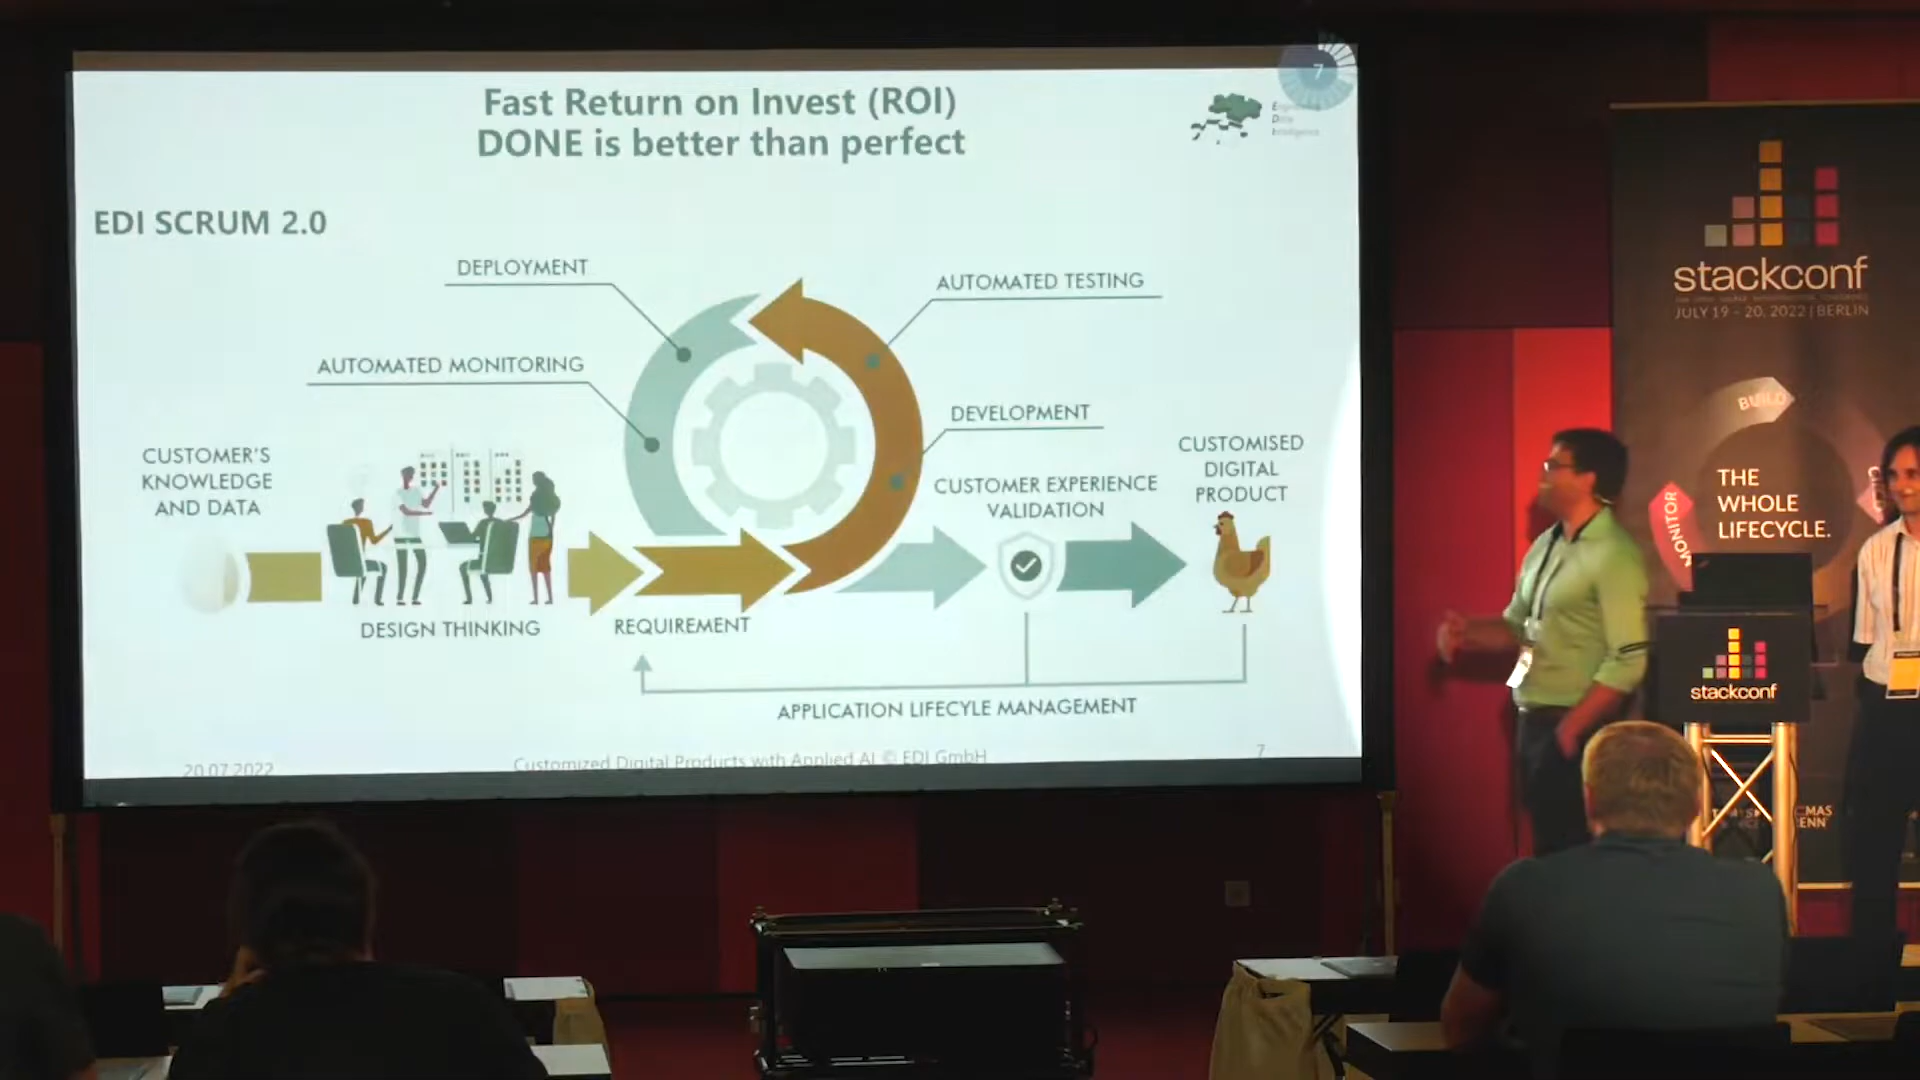 Fast Return on Invest (ROI)
DONE is better than perfect
7
EDI SCRUM 2.0
DEPLOYMENT
AUTOMATED TESTING
AUTOMATED MONITORING
DEVELOPMENT
CUSTOMER'S
KNOWLEDGE
AND DATA
CUSTOMER EXPERIENCE
VALIDATION
CUSTOMISED
DIGITAL
PRODUCT
DESIGN THINKING
REQUIREMENT
APPLICATION LIFECYLE MANAGEMENT
20.07.2022
Customized Digital Products with Applied AI © EDI GmbH
7
stackconf
JULY 19 - 20, 2022 | BERLIN
BUILD
MONITOR
THE
WHOLE
LIFECYCLE.
stackconf